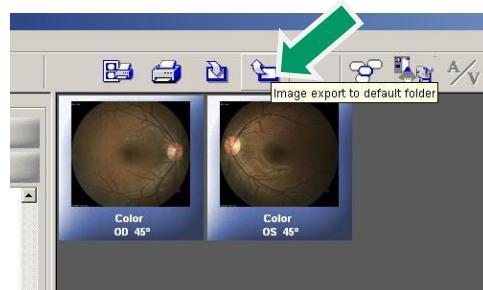 A/V
Image export to default folder
Color
OD 45°
Color
OS 45°